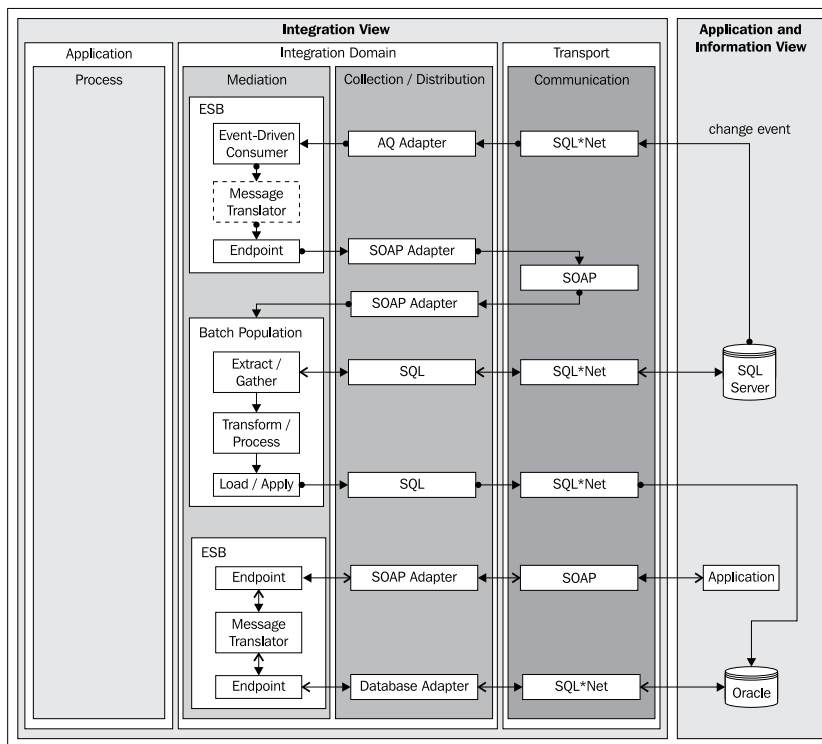 Integration View
Application and
Information View
Application
Integration Domain
Transport
Process
Mediation
Collection / Distribution
Communication
ESB
change event
Event-Driven
Consumer
AQ Adapter
SQL*Net
Message
Translator
Endpoint
SOAP Adapter
SOAP
SOAP Adapter
Batch Population
Extract /
Gather
SQL
SQL*Net
SQL
Server
Transform /
Process
Load / Apply
SQL
SQL*Net
ESB
Endpoint
SOAP Adapter
SOAP
Application
Message
Translator
Endpoint
Database Adapter
SQL*Net
Oracle